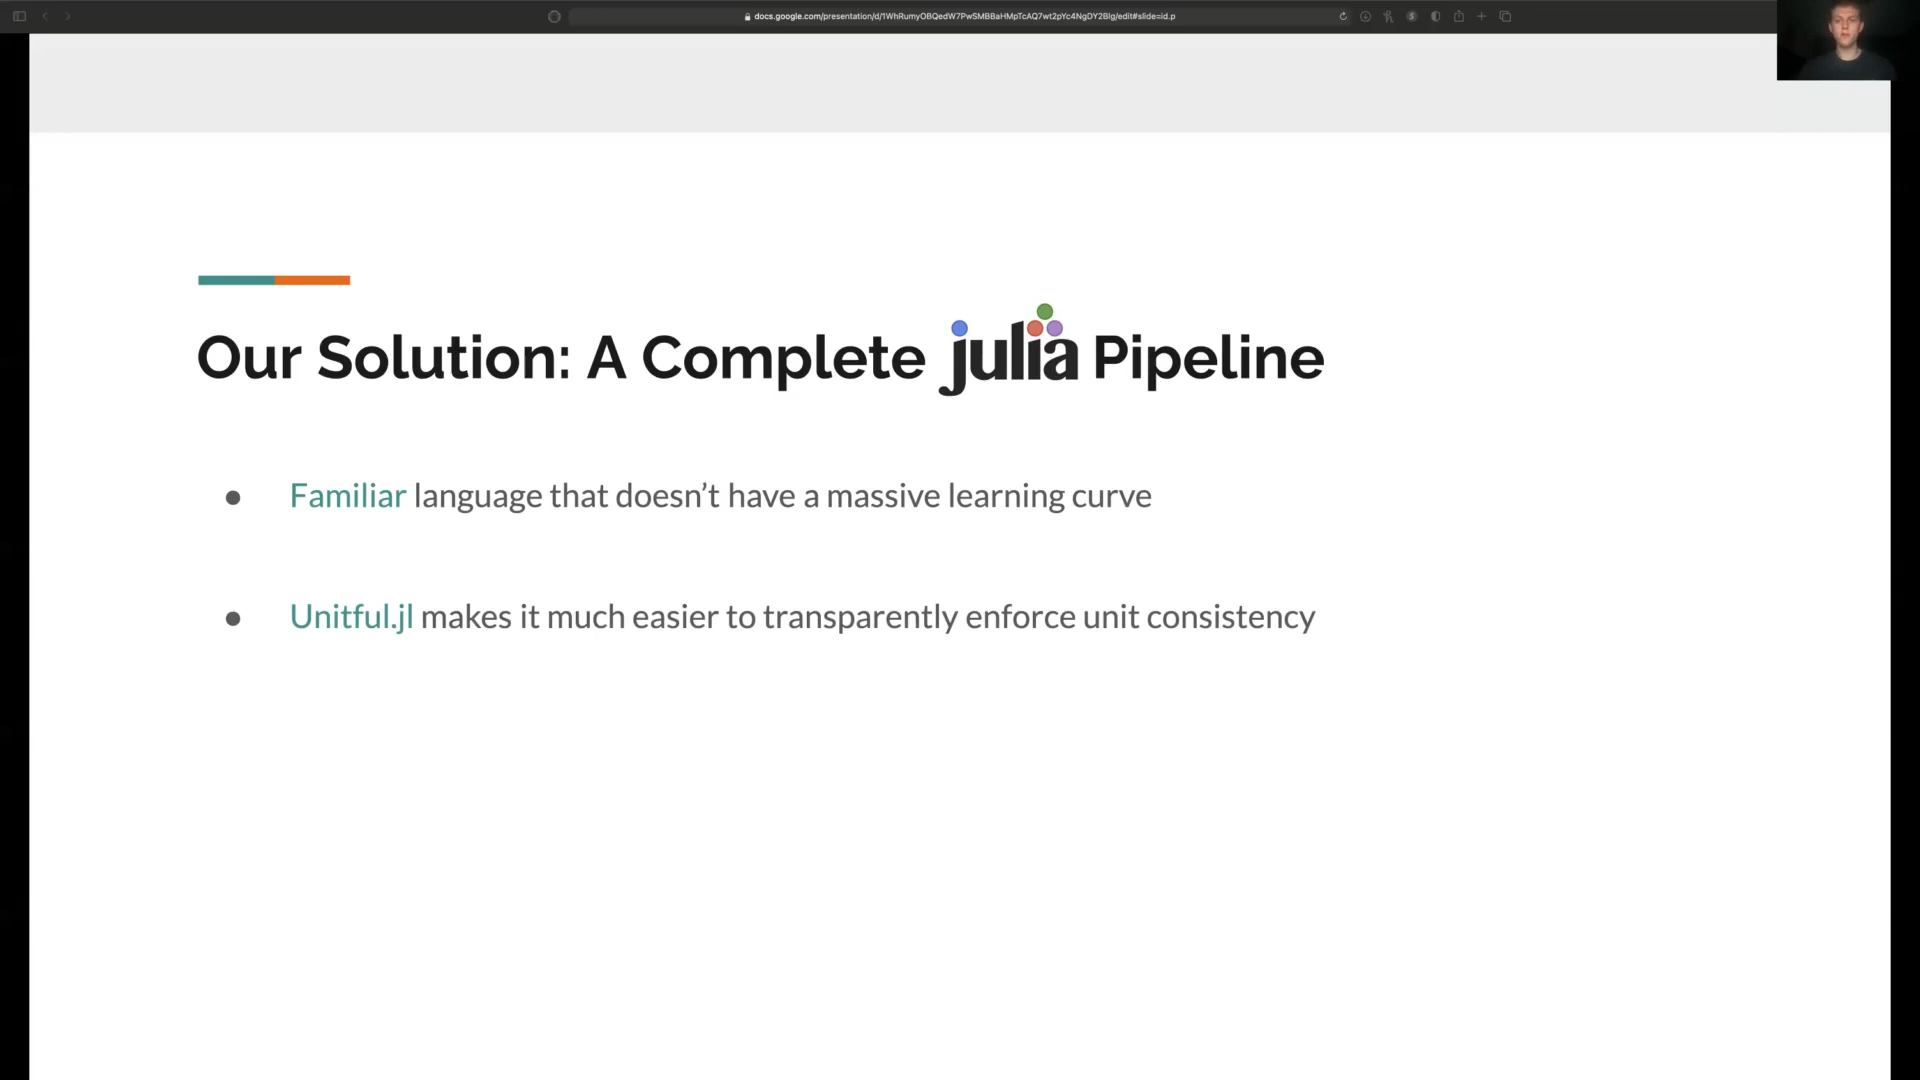 docs.google.com/presentation/d/1WhRumyOBQedW7PwSMBBaHMpTcAQ7wt2pYc4NgDY2Blg/edit#slide=id.p
Our Solution: A Complete julia Pipeline
● Familiar language that doesn’t have a massive learning curve
● Unitful.jl makes it much easier to transparently enforce unit consistency